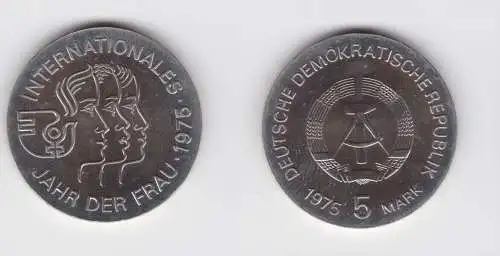 INTERNATIONALES
JAHR DER FRAU · 1975
DEUTSCHE DEMOKRATISCHE REPUBLIK
1975 5 MARK